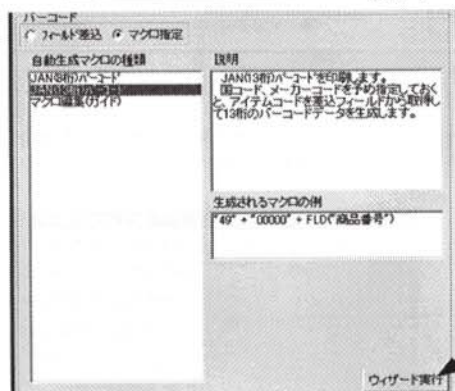 バーコード
フィールド差込 マクロ指定
自動生成マクロの種類
JAN(8桁)バーコード
マクロ編集(ガイド)
説明
JAN(13桁)バーコードを印刷します。
国コード、メーカーコードを予め指定しておく
と、アイテムコードを差込フィールドから取得し
て13桁のバーコードデータを生成します。
生成されるマクロの例
"49" + "00000" + FLD("商品番号")
ウィザード実行